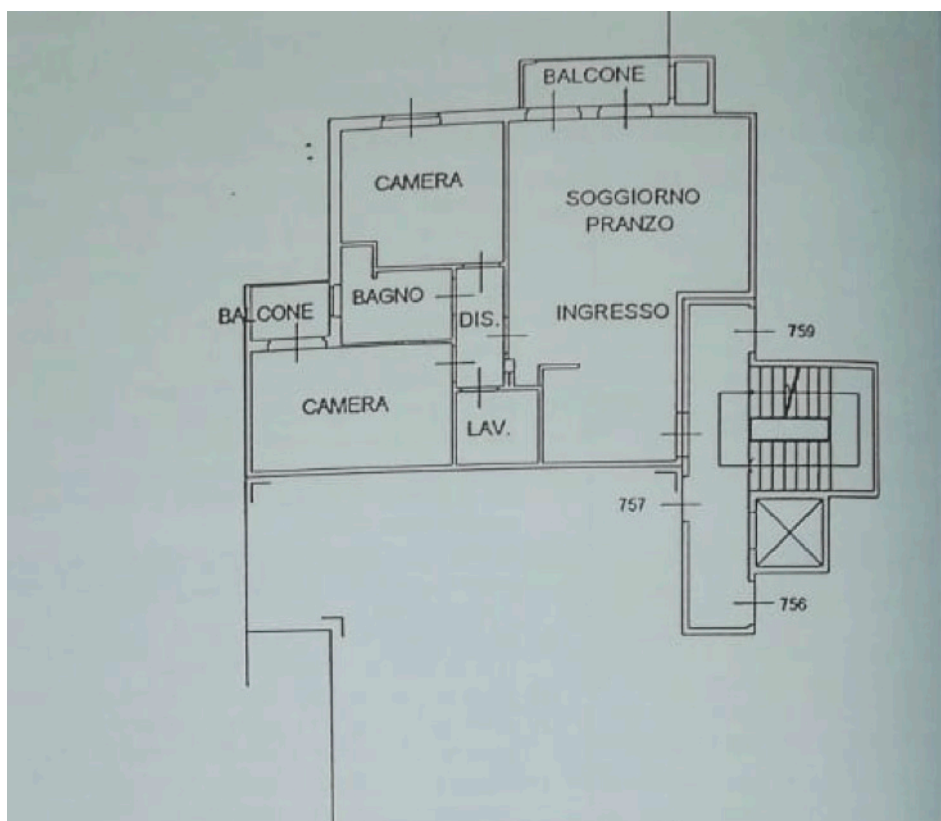 BALCONE
CAMERA
SOGGIORNO
PRANZO
BAGNO
BALCONE
DIS.
INGRESSO
759
CAMERA
LAV.
757
756